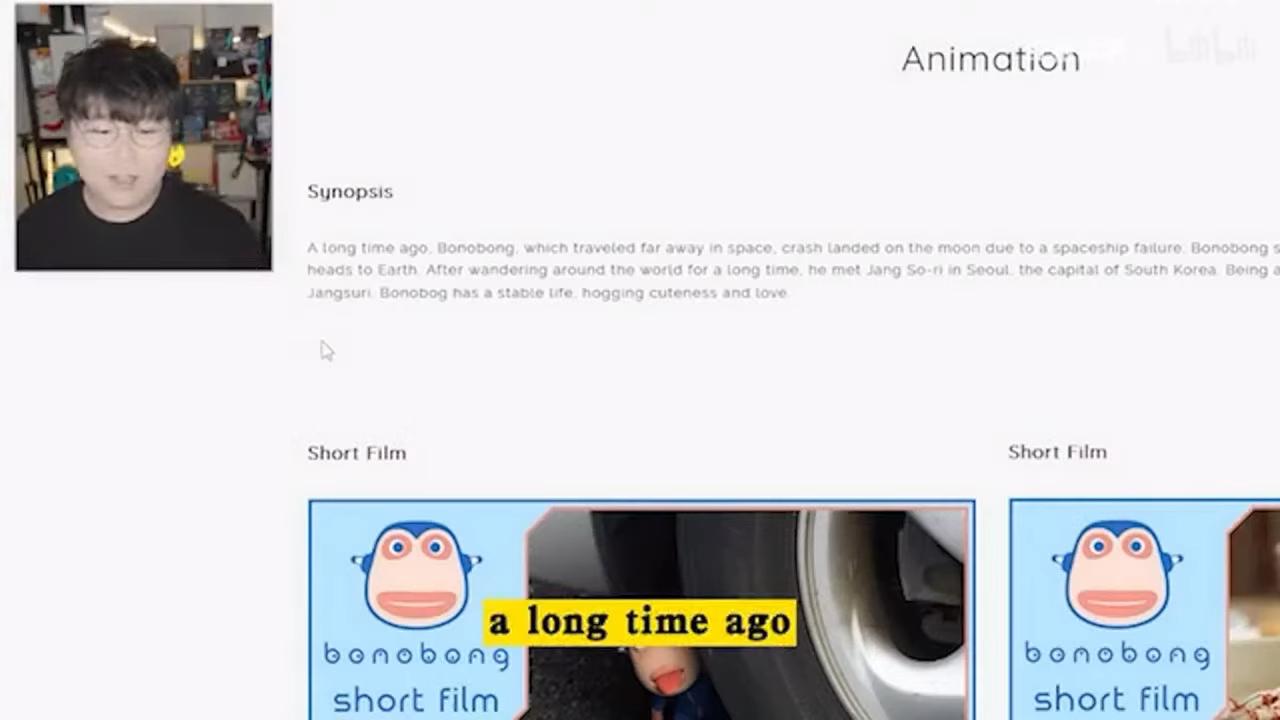 Animation
Synopsis
A long time ago, Bonobong, which traveled far away in space, crash landed on the moon due to a spaceship failure. Bonobong s
heads to Earth. After wandering around the world for a long time, he met Jang So-ri in Seoul, the capital of South Korea. Being a
Jangsuri. Bonobog has a stable life, hogging cuteness and love.
Short Film
Short Film
a long time ago
bonobong
short film
bonobong
short film